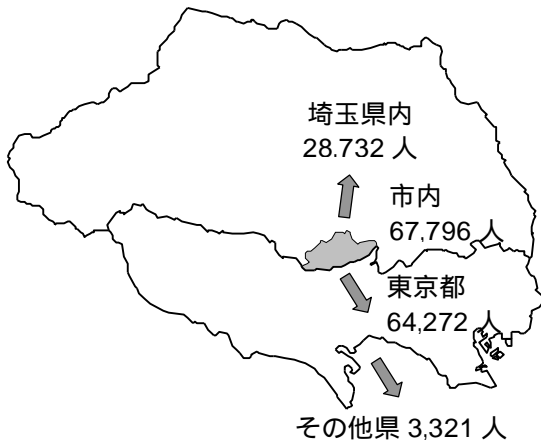 埼玉県内
28.732 人
市内
67,796 人
東京都
64,272 人
その他県 3,321 人